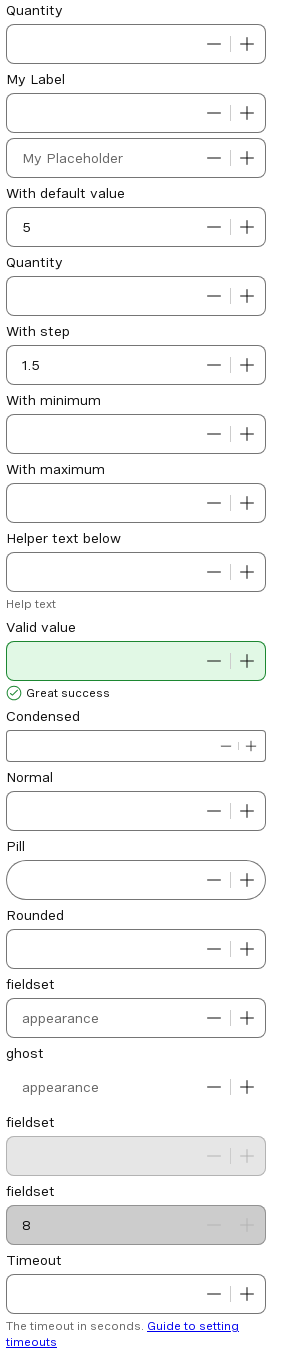 Quantity
My Label
My Placeholder
With default value
5
Quantity
With step
1.5
With minimum
With maximum
Helper text below
Help text
Valid value
Great success
Condensed
Normal
Pill
Rounded
fieldset
appearance
ghost
appearance
fieldset
fieldset
8
Timeout
The timeout in seconds. Guide to setting
timeouts